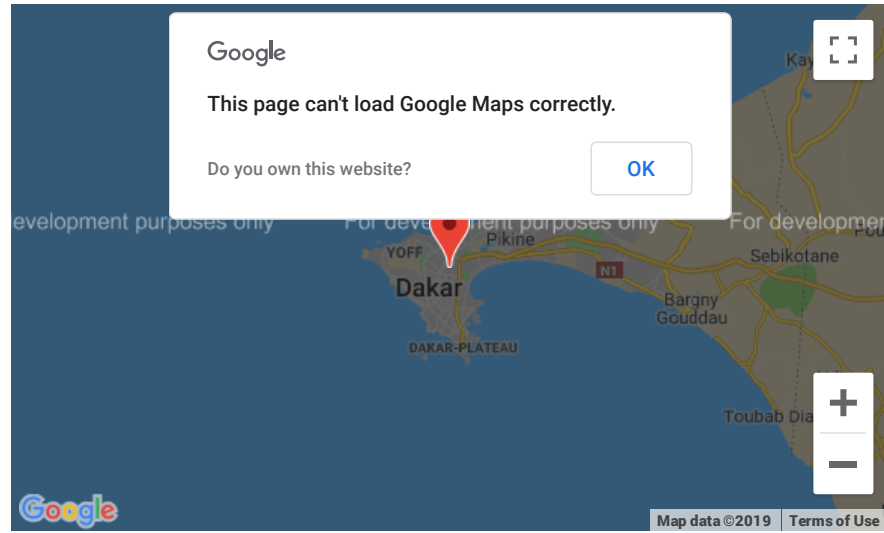 Google
This page can't load Google Maps correctly.
Do you own this website?
OK
evelopment purposes only
For development purposes only
For developmen
Pikine
YOFF
Sebikotane
N1
Dakar
Bargny
Gouddau
DAKAR-PLATEAU
Toubab Dia
Google
Map data ©2019
Terms of Use